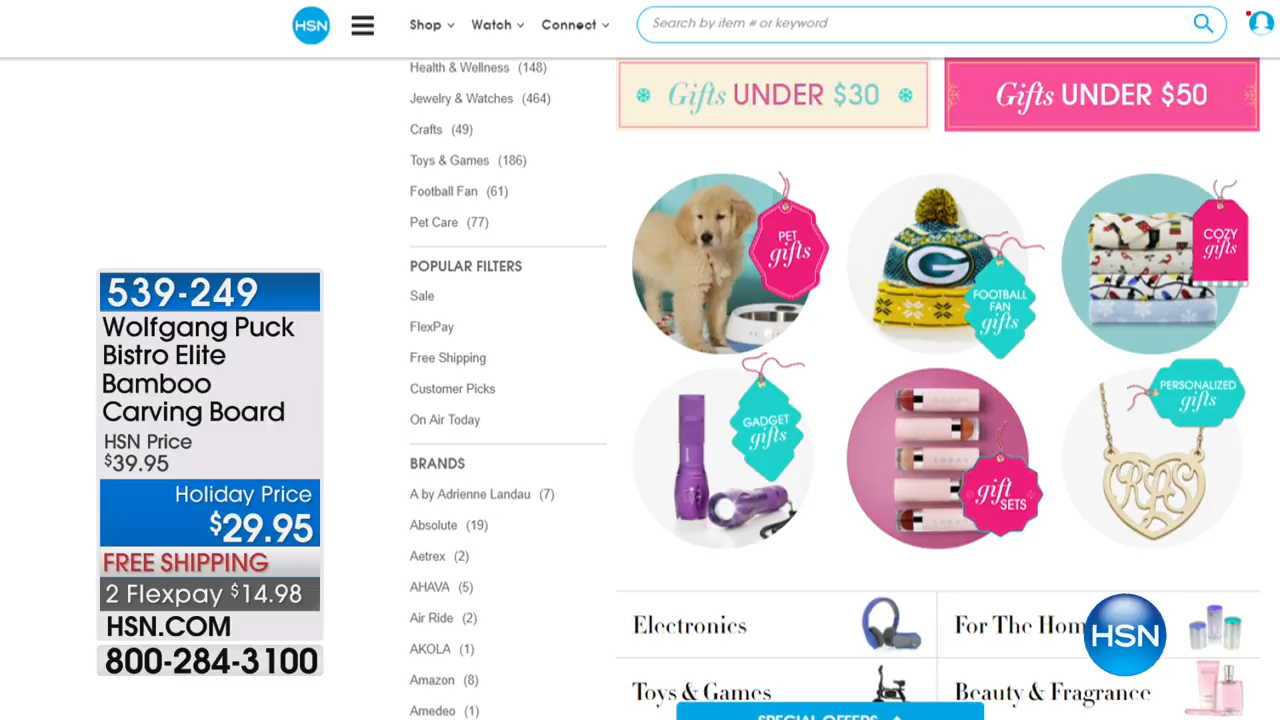 HSN
Shop
Watch
Connect
Search by item # or keyword
Health & Wellness (148)
Jewelry & Watches (464)
Crafts (49)
Toys & Games (186)
Football Fan (61)
Pet Care (77)
POPULAR FILTERS
Sale
FlexPay
Free Shipping
Customer Picks
On Air Today
BRANDS
A by Adrienne Landau (7)
Absolute (19)
Aetrex (2)
AHAVA (5)
Air Ride (2)
AKOLA (1)
Amazon (8)
Amedeo (1)
Gifts UNDER $30
Gifts UNDER $50
PET
gifts
G
FOOTBALL
FAN
gifts
COZY
gifts
GADGET
gifts
gift
SETS
PERSONALIZED
gifts
RLS
Electronics
For The Hom
HSN
Toys & Games
Beauty & Fragrance
SPECIAL OFFERS
539-249
Wolfgang Puck
Bistro Elite
Bamboo
Carving Board
HSN Price
$39.95
Holiday Price
$29.95
FREE SHIPPING
2 Flexpay $14.98
HSN.COM
800-284-3100